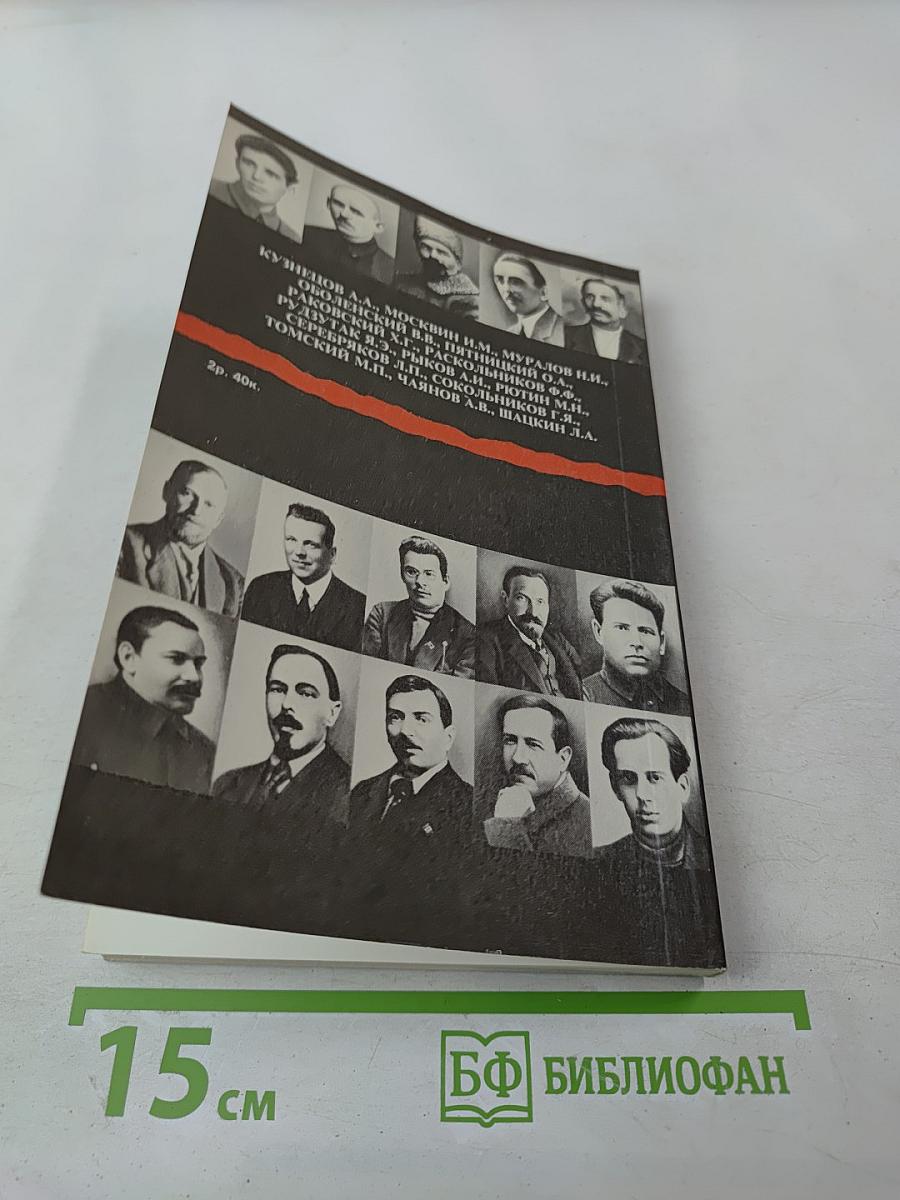 КУЗНЕЦОВ А.А., МОСКВИН И.М., МУРАЛОВ Н.И.,
ОБОЛЕНСКИЙ В.В., ПЯТНИЦКИЙ О.А.,
РАКОВСКИЙ Х.Г., РАСКОЛЬНИКОВ Ф.Ф.,
РУДЗУТАК Я.Э., РЫКОВ А.И., РЮТИН М.Н.,
СЕРЕБРЯКОВ Л.П., СОКОЛЬНИКОВ Г.Я.,
ТОМСКИЙ М.П., ЧАЯНОВ А.В., ШАЦКИН Л.А.
2р. 40к.
15 см
БФ БИБЛИОФАН